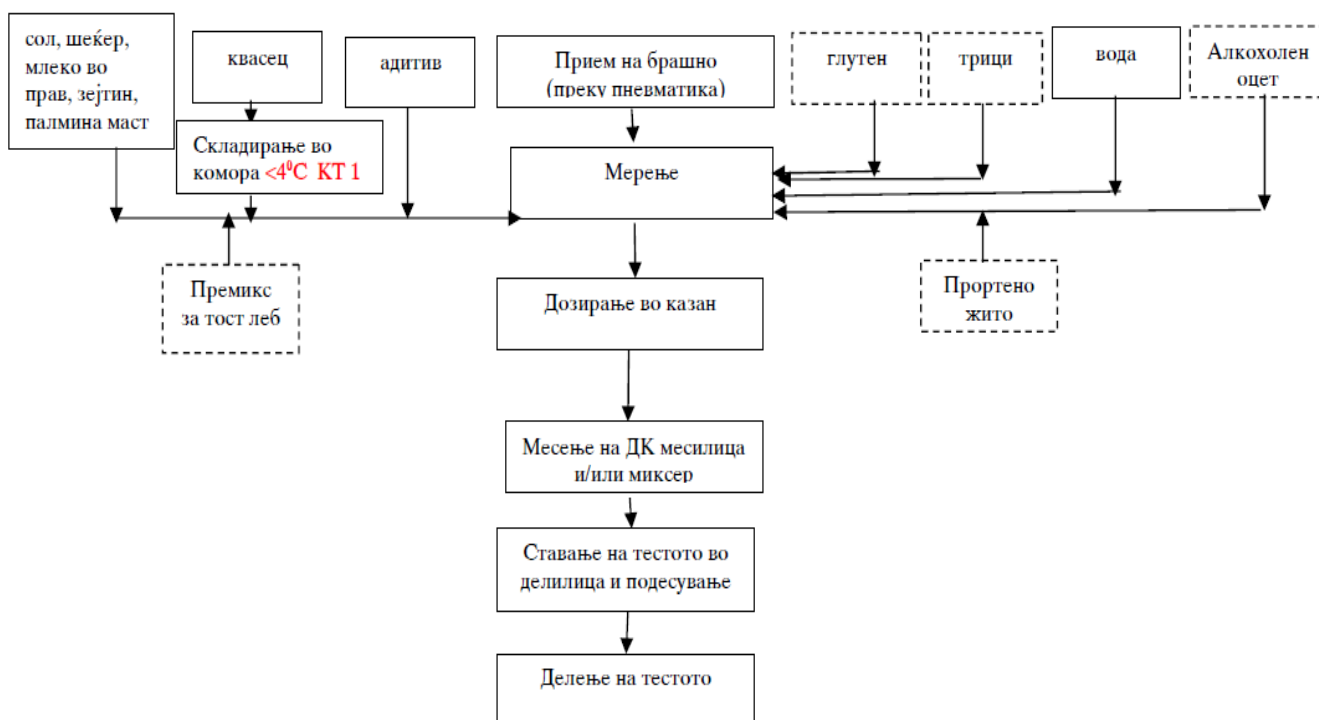 сол, шеќер,
млеко во
прав, зејтин,
палмина маст
квасец
адитив
Прием на брашно
(преку пневматика)
глутен
трици
вода
Алкохолен
оцет
Складирање во
комора <4⁰C КТ 1
Мерење
Премикс
за тост леб
Прортено
жито
Дозирање во казан
Месење на ДК месилица
и/или миксер
Ставање на тестото во
делилица и подесување
Делење на тестото